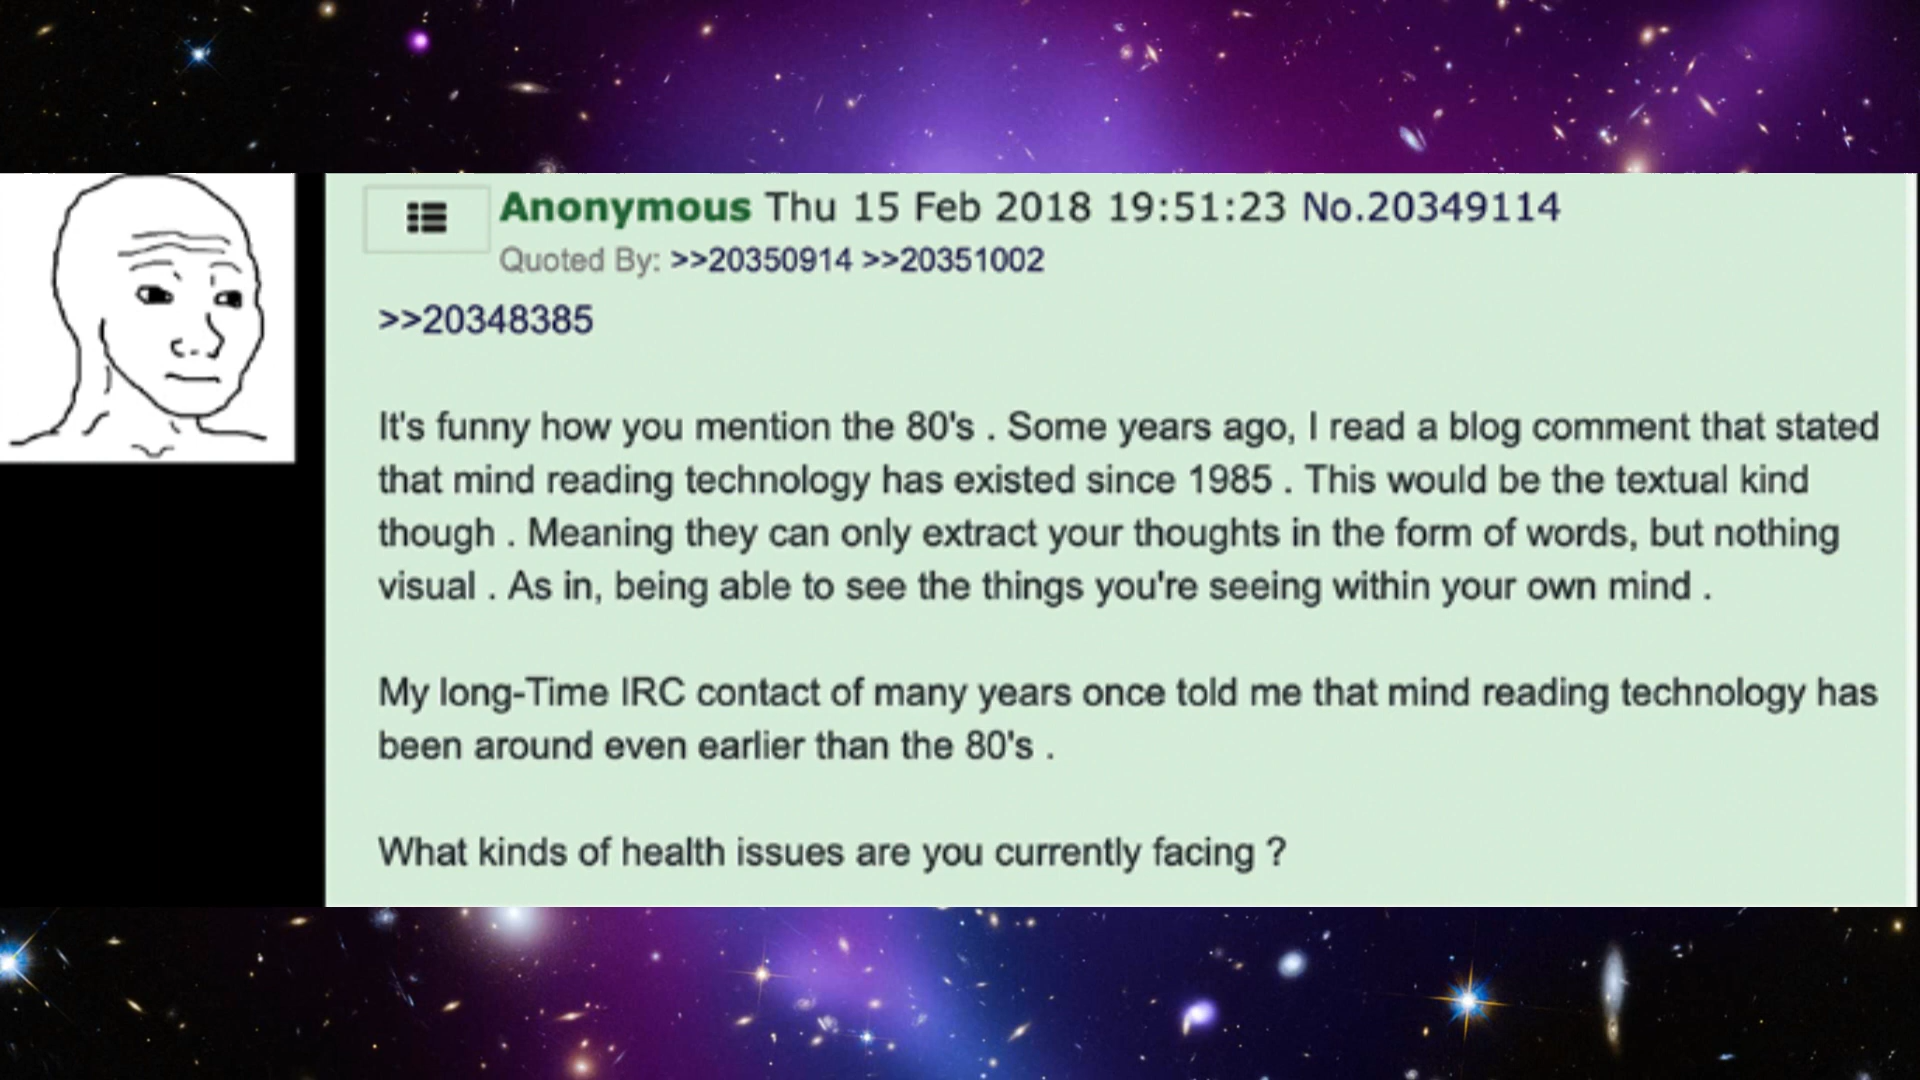 Anonymous Thu 15 Feb 2018 19:51:23 No.20349114
Quoted By: >>20350914 >>20351002
>>20348385
It's funny how you mention the 80's . Some years ago, I read a blog comment that stated
that mind reading technology has existed since 1985 . This would be the textual kind
though . Meaning they can only extract your thoughts in the form of words, but nothing
visual . As in, being able to see the things you're seeing within your own mind .
My long-Time IRC contact of many years once told me that mind reading technology has
been around even earlier than the 80's .
What kinds of health issues are you currently facing ?